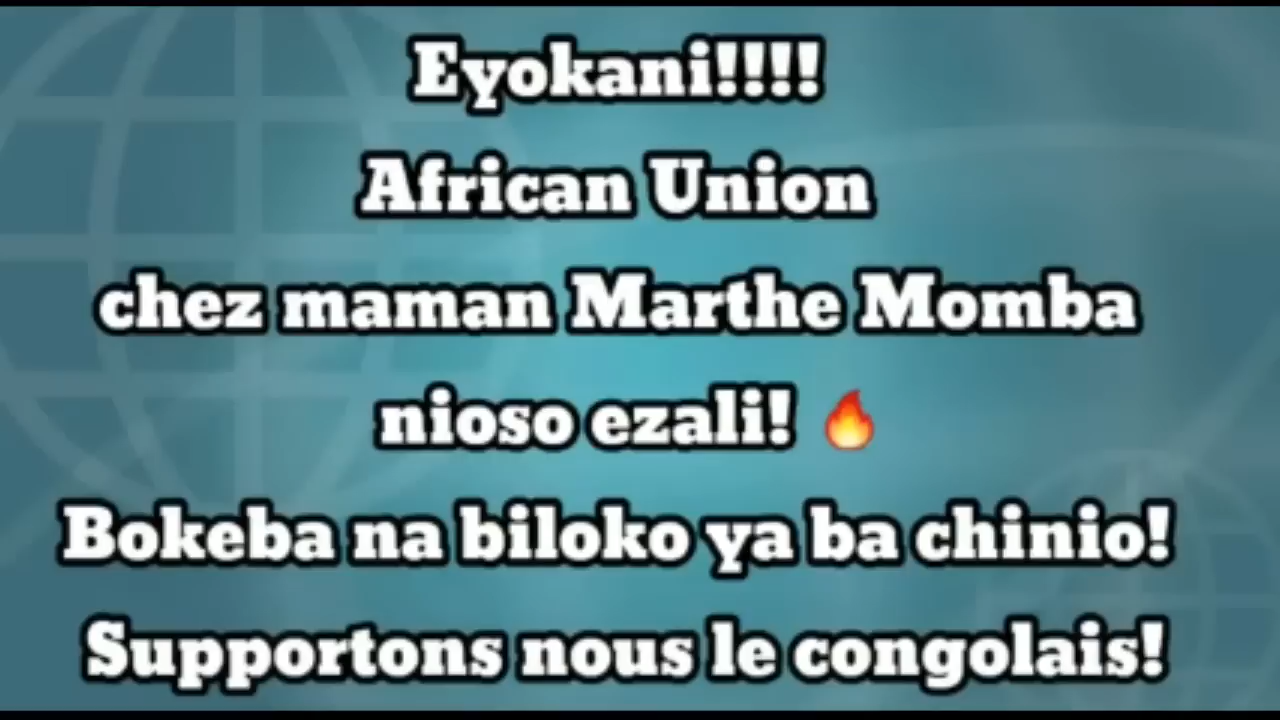 Eyokani!!!!
African Union
chez maman Marthe Momba
nioso ezali! 🔥
Bokeba na biloko ya ba chinio!
Supportons nous le congolais!